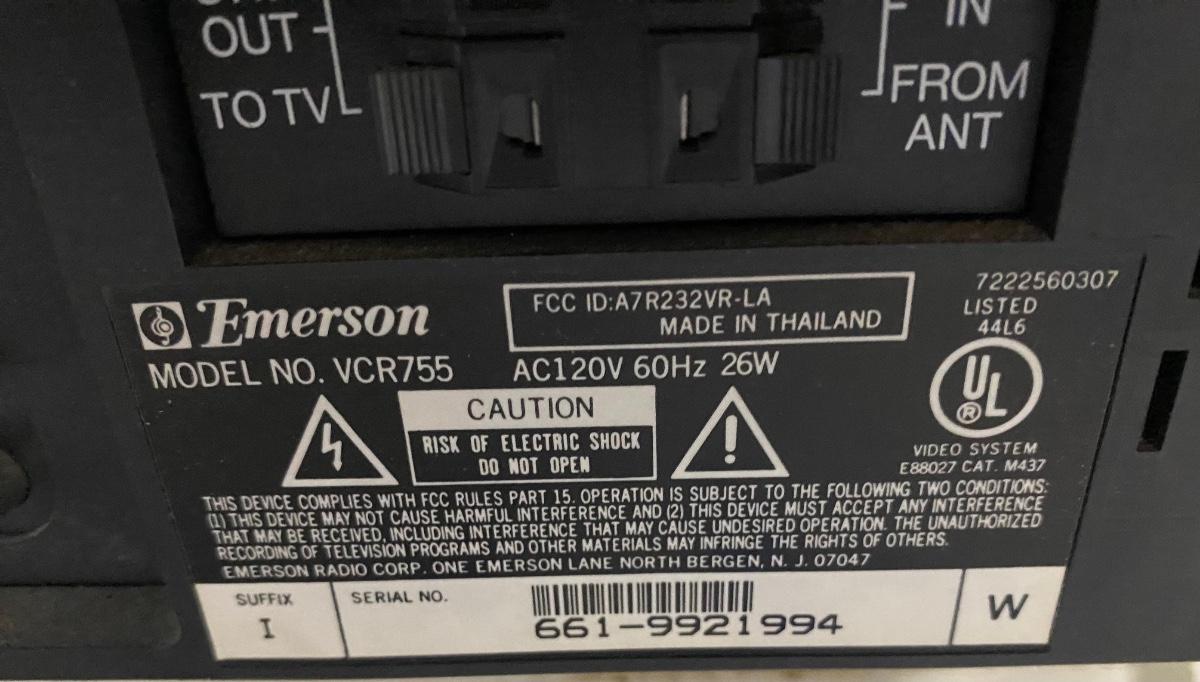 OUT
TO TV
IN
FROM
ANT
Emerson
MODEL NO. VCR755
FCC ID:A7R232VR-LA
MADE IN THAILAND
AC120V 60Hz 26W
7222560307
LISTED
44L6
UL
®
VIDEO SYSTEM
E88027 CAT. M437
CAUTION
RISK OF ELECTRIC SHOCK
DO NOT OPEN
THIS DEVICE COMPLIES WITH FCC RULES PART 15. OPERATION IS SUBJECT TO THE FOLLOWING TWO CONDITIONS:
(1) THIS DEVICE MAY NOT CAUSE HARMFUL INTERFERENCE AND (2) THIS DEVICE MUST ACCEPT ANY INTERFERENCE
THAT MAY BE RECEIVED, INCLUDING INTERFERENCE THAT MAY CAUSE UNDESIRED OPERATION. THE UNAUTHORIZED
RECORDING OF TELEVISION PROGRAMS AND OTHER MATERIALS MAY INFRINGE THE RIGHTS OF OTHERS.
EMERSON RADIO CORP. ONE EMERSON LANE NORTH BERGEN, N. J. 07047
SUFFIX
I
SERIAL NO.
661-9921994
W